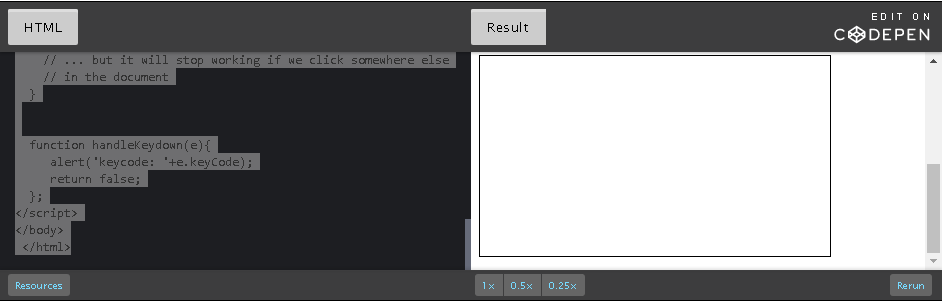 HTML
Result
EDIT ON
CODEPEN
// ... but it will stop working if we click somewhere else
// in the document
}
function handleKeydown(e){
alert('keycode: '+e.keyCode);
return false;
};
</script>
</body>
</html>
Resources
1×
0.5×
0.25×
Rerun